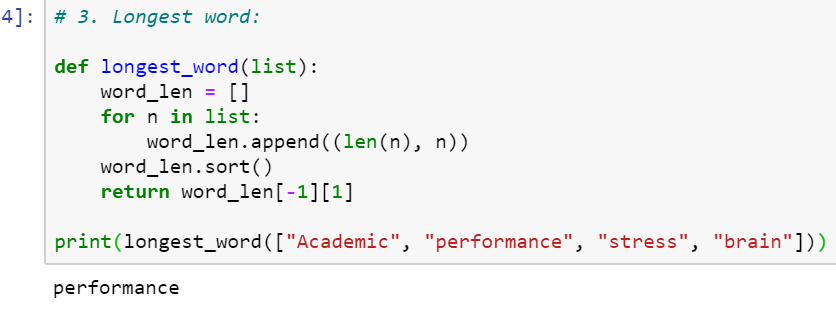 4]: # 3. Longest word:
def longest_word(list):
    word_len = []
    for n in list:
        word_len.append((len(n), n))
    word_len.sort()
    return word_len[-1][1]
print(longest_word(["Academic", "performance", "stress", "brain"]))
performance